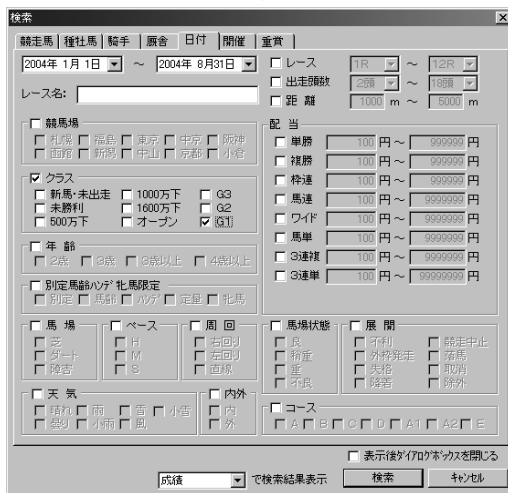 検索
競走馬 種牡馬 騎手 厩舎 日付 開催 重賞
2004年 1月 1日 ～ 2004年 8月31日
レース名:
レース 1R ～ 12R
出走頭数 2頭 ～ 18頭
距 離 1000 m ～ 5000 m
競馬場
札幌 福島 東京 中京 阪神
函館 新潟 中山 京都 小倉
クラス
新馬・未出走 1000万下 G3
未勝利 1600万下 G2
500万下 オープン G1
年 齢
2歳 3歳 3歳以上 4歳以上
別定馬齢ハンデ牝馬限定
別定 馬齢 ハンデ 定量 牝馬
配 当
単勝 100 円～ 999999 円
複勝 100 円～ 999999 円
枠連 100 円～ 999999 円
馬連 100 円～ 999999 円
ワイド 100 円～ 999999 円
馬単 100 円～ 9999999 円
3連複 100 円～ 9999999 円
3連単 100 円～ 99999999 円
馬 場
芝
ダート
障害
ペース
H
M
S
周 回
右回り
左回り
直線
馬場状態
良
稍重
重
不良
展 開
不利 競走中止
外枠発走 落馬
失格 取消
降着 除外
天 気
晴れ 雨 雪 小雪
曇り 小雨 風
内外
内
外
コース
A B C D A1 A2 E
表示後ダイアログボックスを閉じる
成績 で検索結果表示 検索 キャンセル